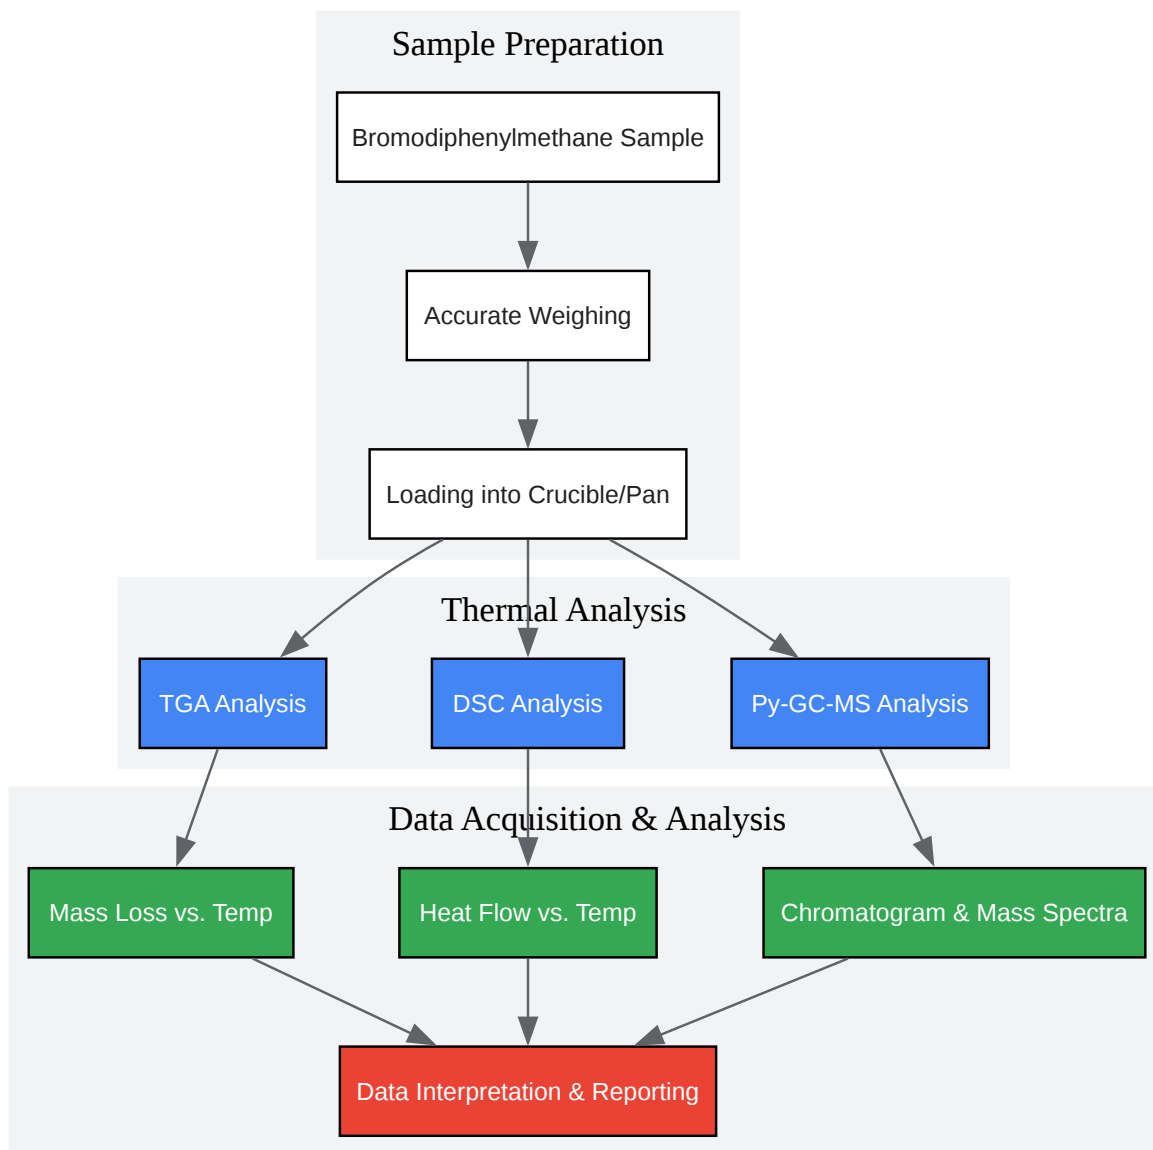 Sample Preparation
Bromodiphenylmethane Sample
Accurate Weighing
Loading into Crucible/Pan
Thermal Analysis
TGA Analysis
DSC Analysis
Py-GC-MS Analysis
Data Acquisition & Analysis
Mass Loss vs. Temp
Heat Flow vs. Temp
Chromatogram & Mass Spectra
Data Interpretation & Reporting